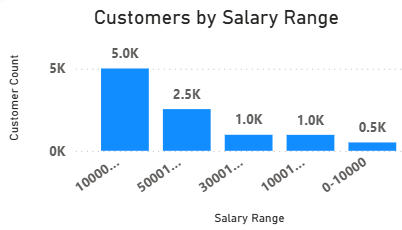 Customers by Salary Range
Customer Count
5K
0K
5.0K
2.5K
1.0K
1.0K
0.5K
10000...
50001...
30001...
10001...
0-10000
Salary Range